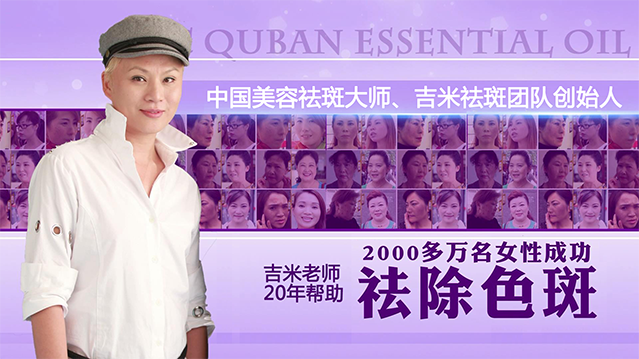 QUBAN ESSENTIAL OIL
中国美容祛斑大师、吉米祛斑团队创始人
吉米老师
20年帮助
2000多万名女性成功
祛除色斑